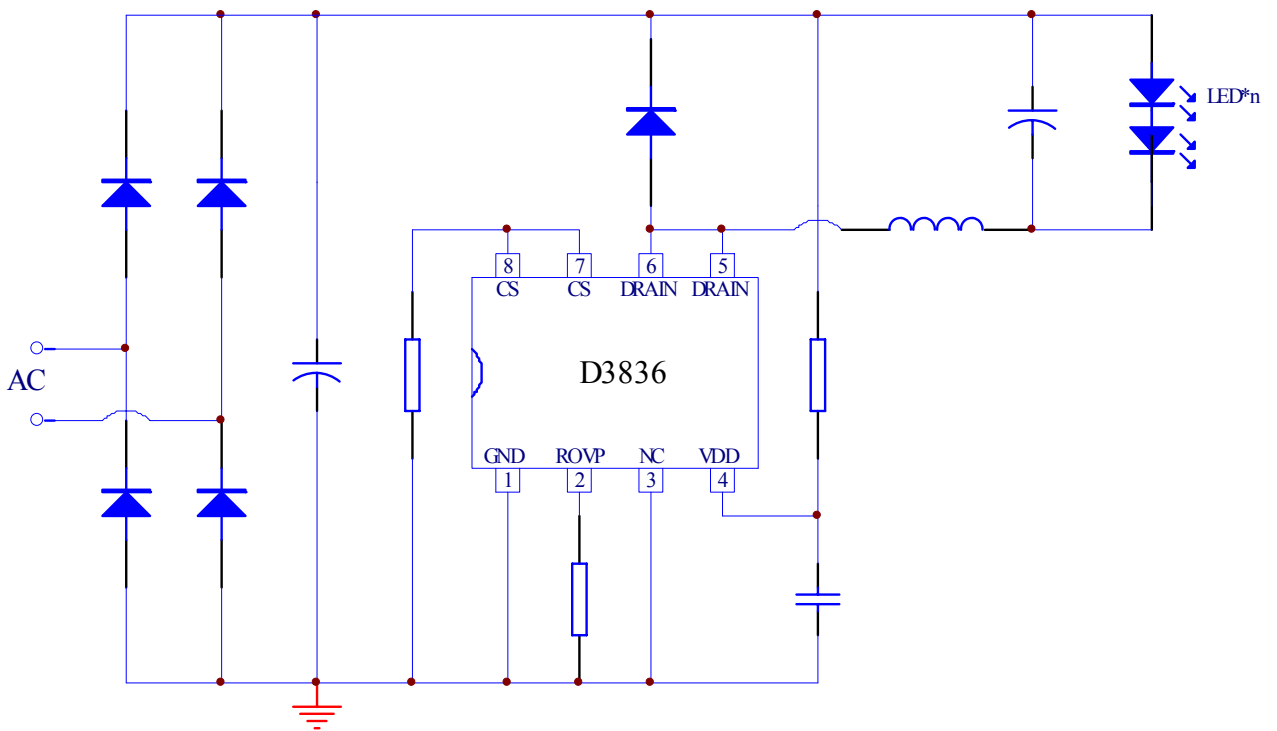 LED*n
8 7 6 5
CS CS DRAIN DRAIN
AC
D3836
GND ROVP NC VDD
1 2 3 4